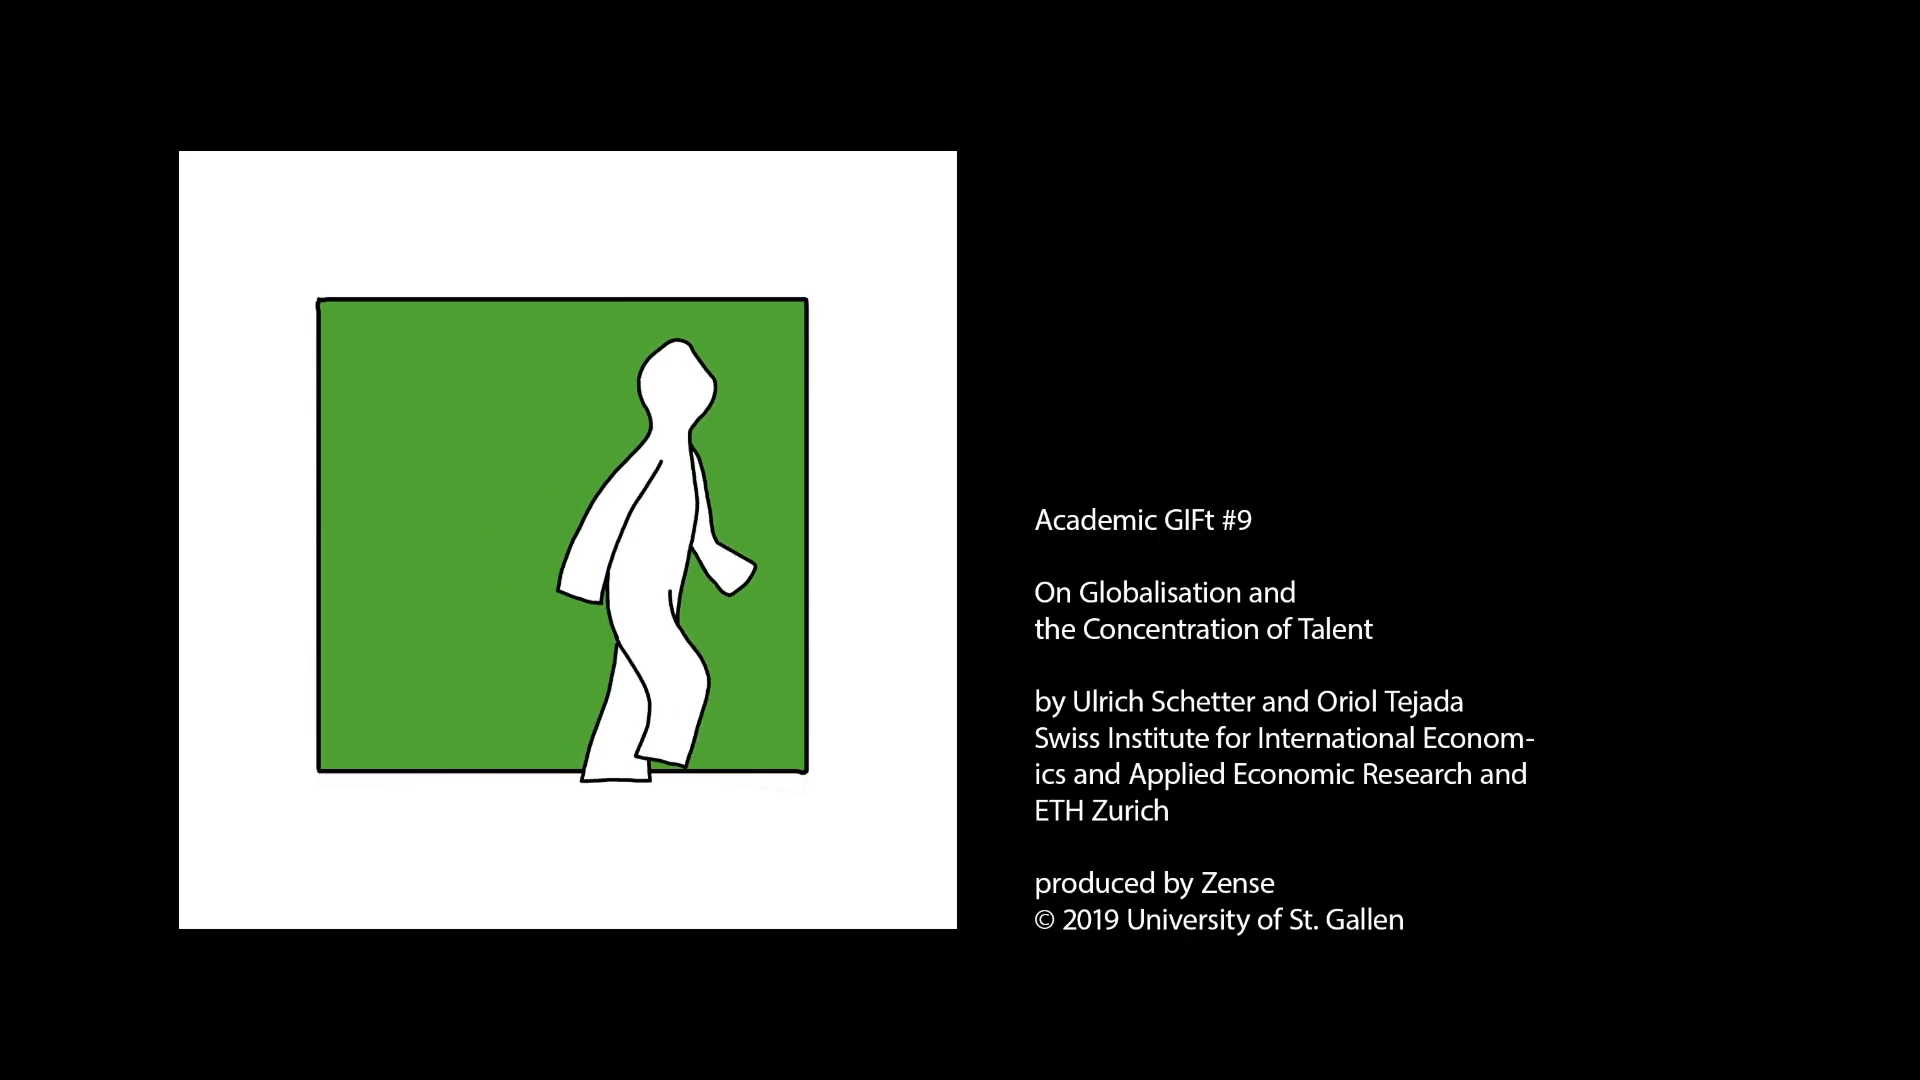 Academic GIFt #9
On Globalisation and
the Concentration of Talent
by Ulrich Schetter and Oriol Tejada
Swiss Institute for International Econom-
ics and Applied Economic Research and
ETH Zurich
produced by Zense
© 2019 University of St. Gallen